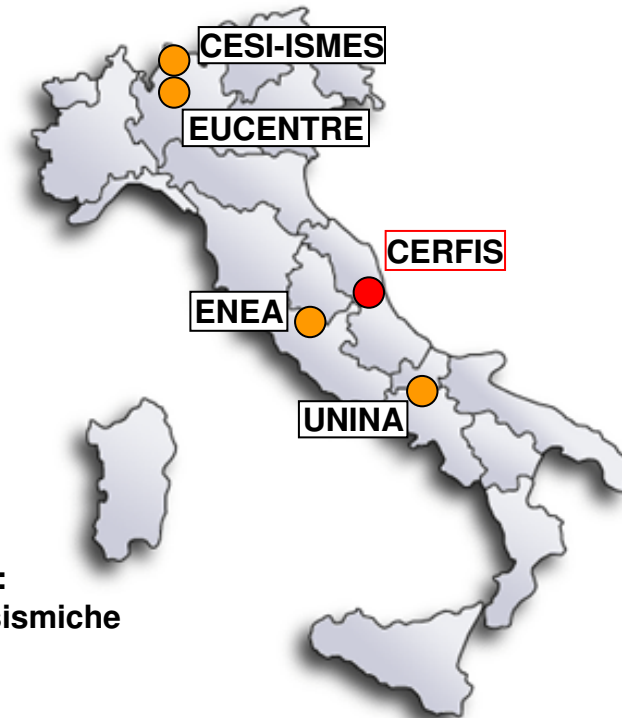 CESI-ISMES
EUCENTRE
CERFIS
ENEA
UNINA
:
sismiche